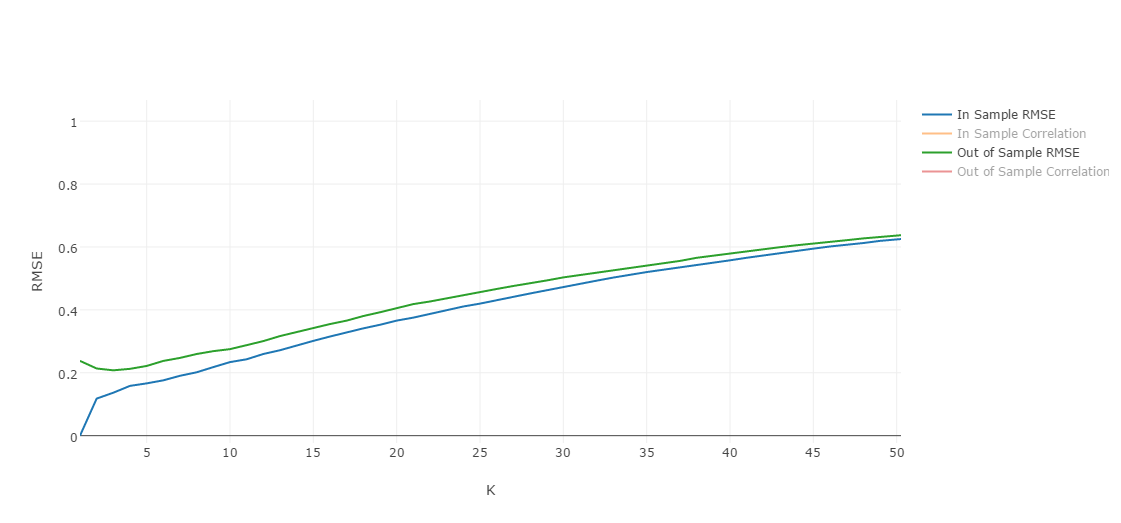 1
0.8
0.6
0.4
0.2
0
RMSE
5 10 15 20 25 30 35 40 45 50
K
In Sample RMSE
In Sample Correlation
Out of Sample RMSE
Out of Sample Correlation